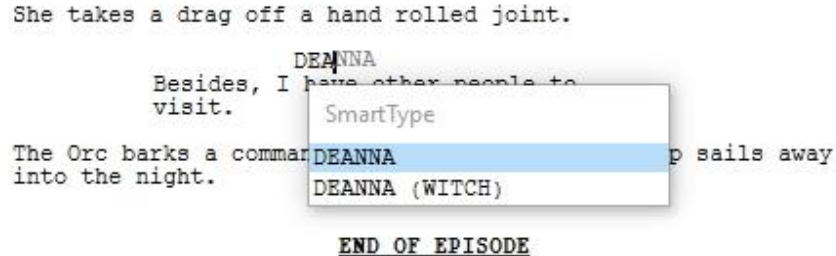 She takes a drag off a hand rolled joint.
DEANNA
Besides, I have other people to
visit.
SmartType
The Orc barks a comman
DEANNA
p sails away
into the night.
DEANNA (WITCH)
END OF EPISODE